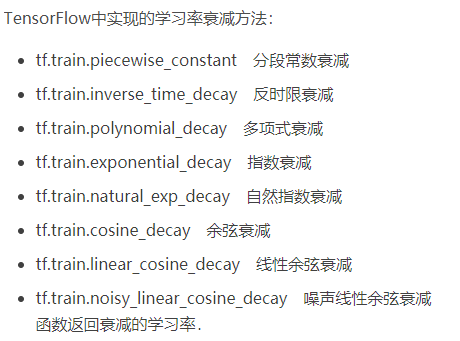 TensorFlow中实现的学习率衰减方法：
tf.train.piecewise_constant 分段常数衰减
tf.train.inverse_time_decay 反时限衰减
tf.train.polynomial_decay 多项式衰减
tf.train.exponential_decay 指数衰减
tf.train.natural_exp_decay 自然指数衰减
tf.train.cosine_decay 余弦衰减
tf.train.linear_cosine_decay 线性余弦衰减
tf.train.noisy_linear_cosine_decay 噪声线性余弦衰减
函数返回衰减的学习率．